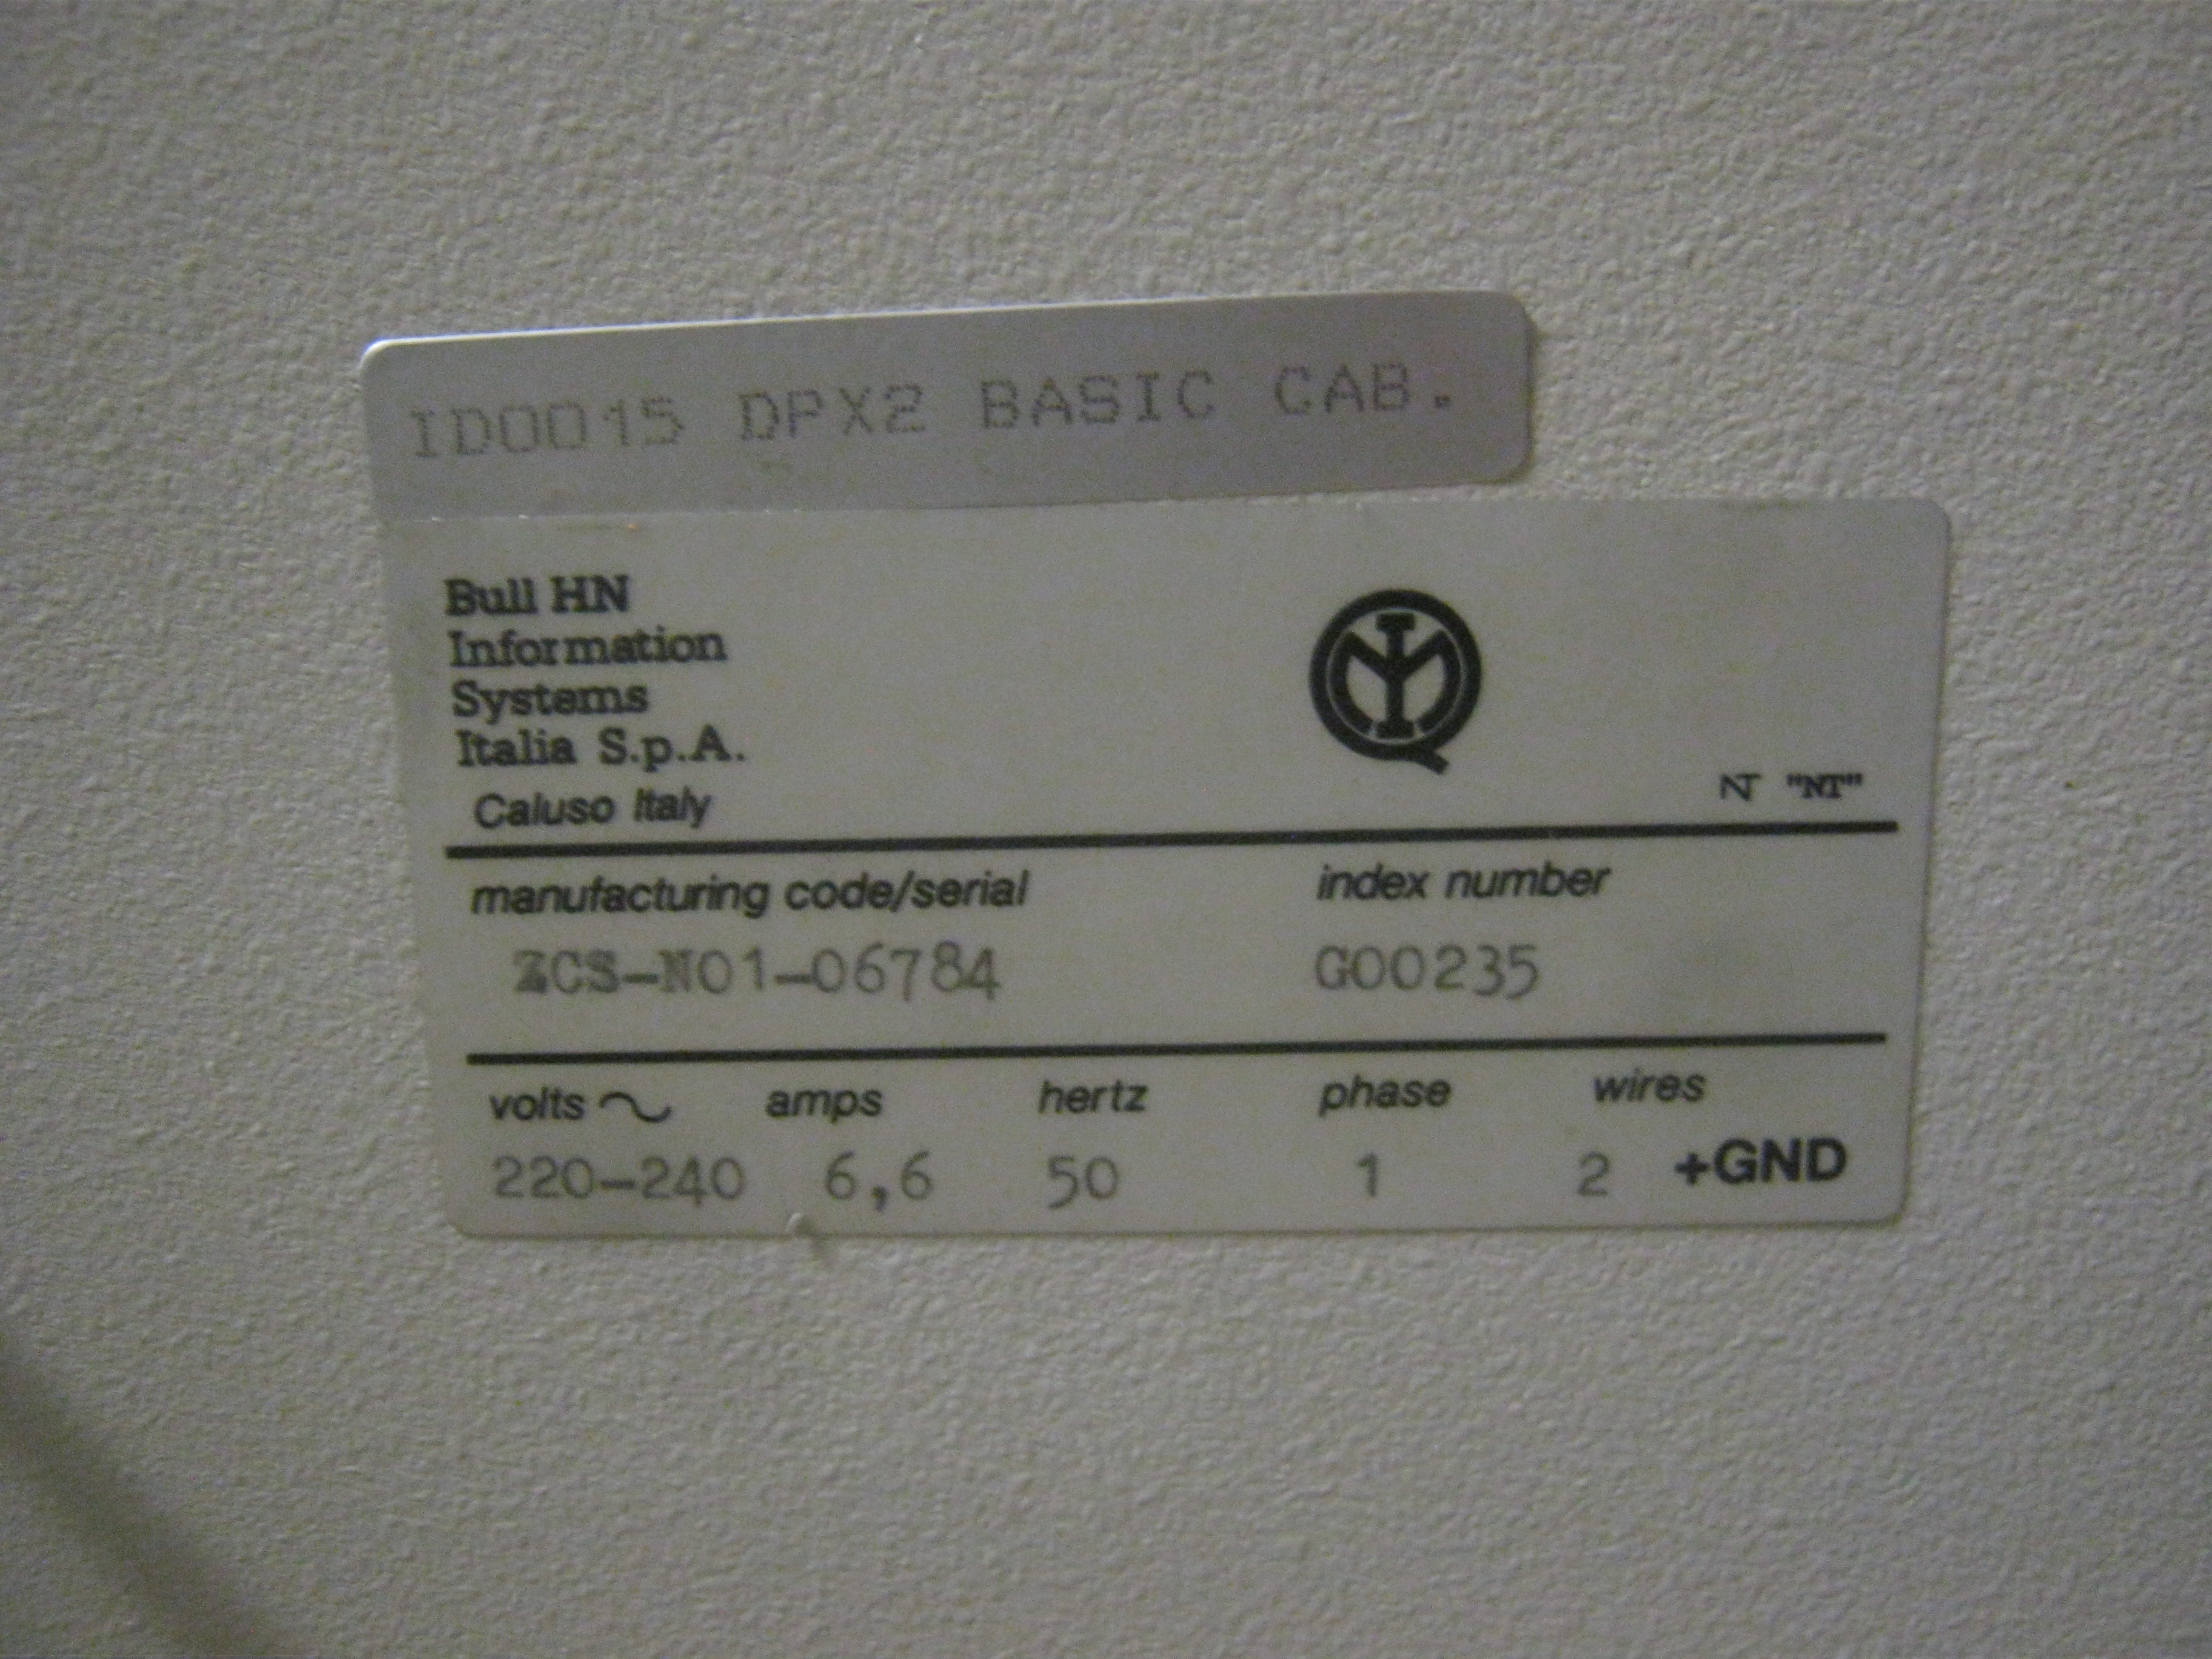 ID0015 DPX2 BASIC CAB.
Bull HN
Information
Systems
Italia S.p.A.
Caluso Italy
NT "NT"
manufacturing code/serial index number
ZCS-N01-06784 G00235
volts ~ amps hertz phase wires
220-240 6,6 50 1 2 +GND